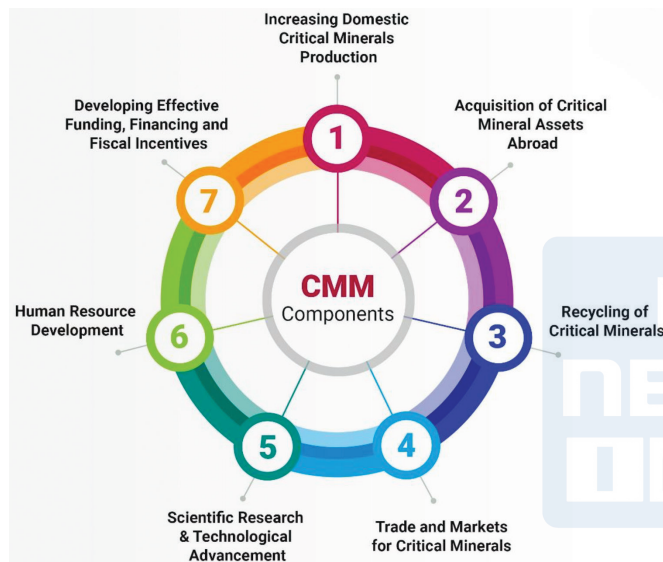 Increasing Domestic
Critical Minerals
Production
1
Acquisition of Critical
Mineral Assets
Abroad
2
Recycling of
Critical Minerals
3
Trade and Markets
for Critical Minerals
4
Scientific Research
& Technological
Advancement
5
Human Resource
Development
6
Developing Effective
Funding, Financing and
Fiscal Incentives
7
CMM
Components